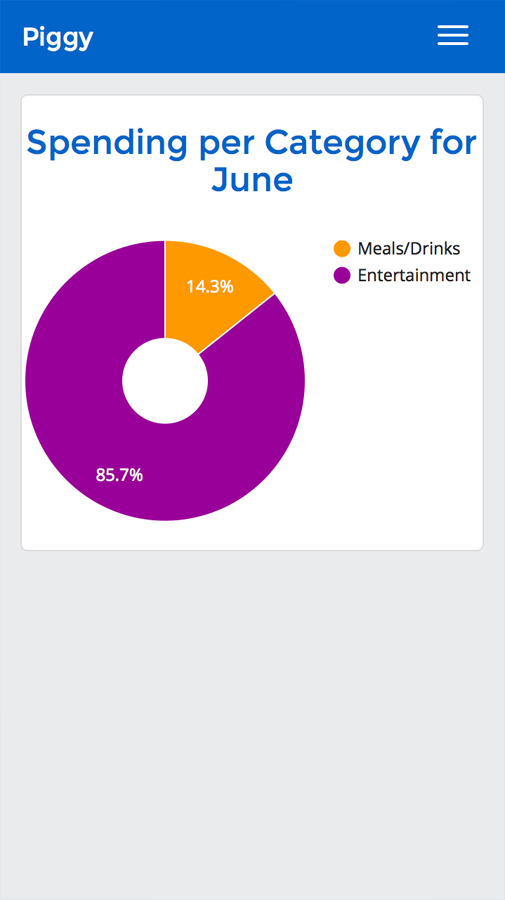 Piggy
Spending per Category for
June
Meals/Drinks
Entertainment
14.3%
85.7%